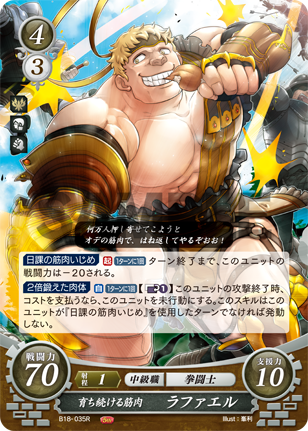 4
3
何万人押し寄せてこようと
オデの筋肉で、はね返してやるぞおお！
日課の筋肉いじめ 起 1ターンに1回 ターン終了まで、このユニットの
戦闘力は－20される。
2倍鍛えた肉体 自 1ターンに1回 【1】このユニットの攻撃終了時、
コストを支払うなら、このユニットを未行動にする。このスキルはこの
ユニットが『日課の筋肉いじめ』を使用したターンでなければ発動
しない。
戦闘力
70
射程 1 中級職 拳闘士
支援力
10
育ち続ける筋肉 ラファエル
B18-035R Illust：